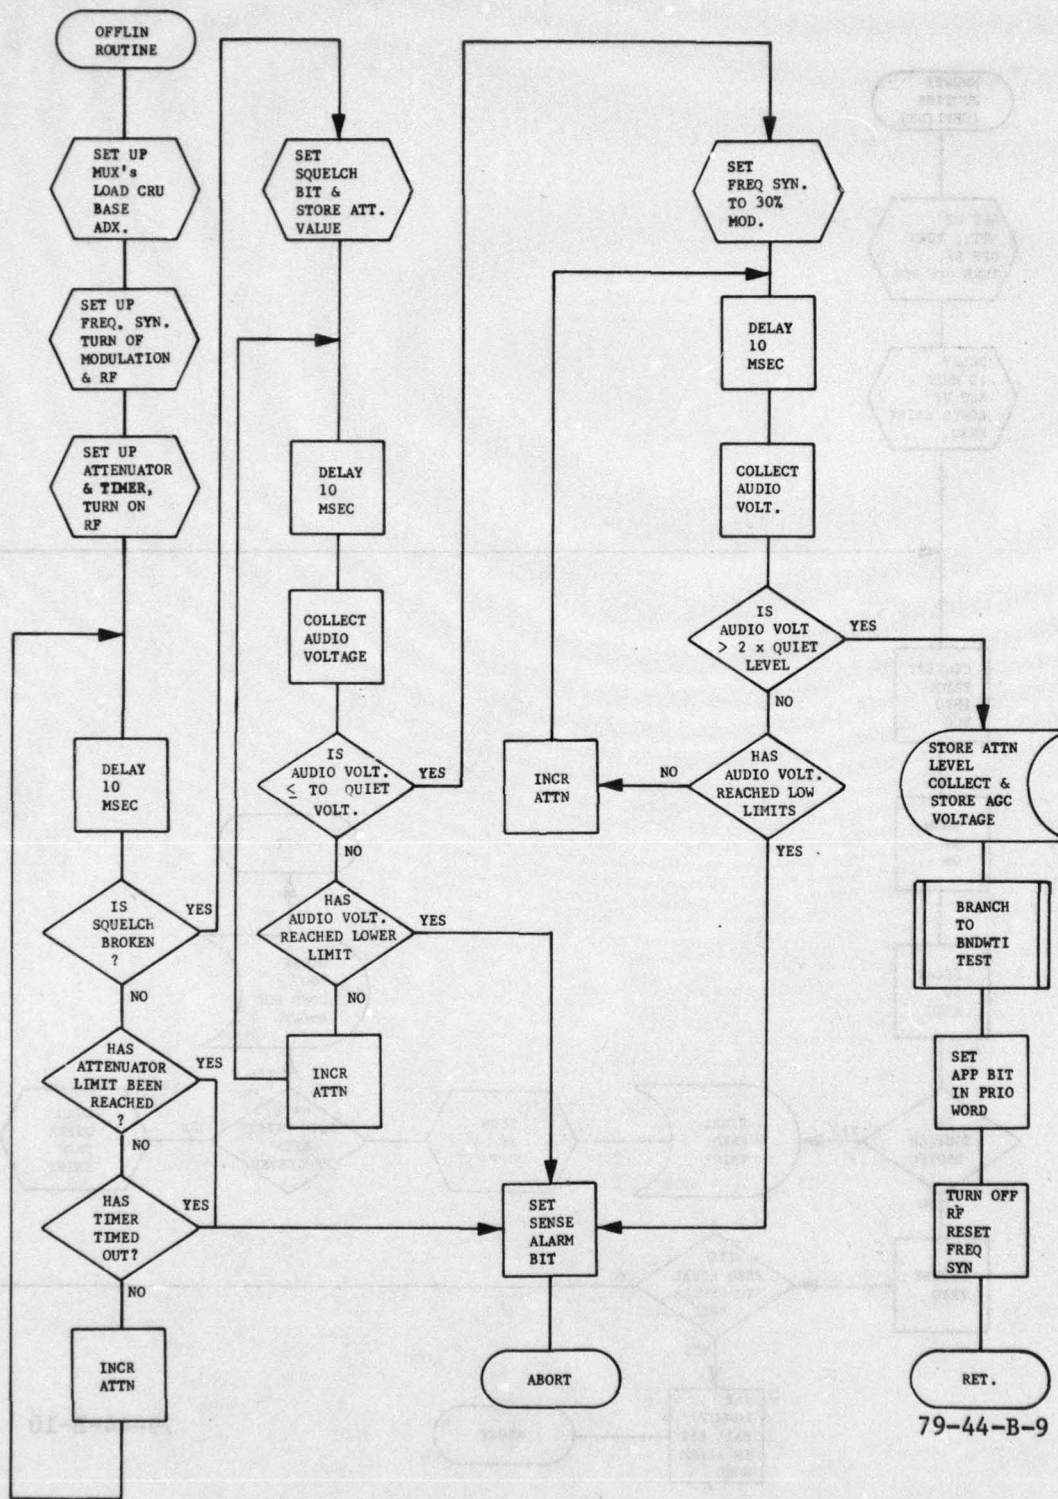 OFFLIN
ROUTINE
SET UP
MUX's
LOAD CRU
BASE
ADX.
SET UP
FREQ. SYN.
TURN OF
MODULATION
& RF
SET UP
ATTENUATOR
& TIMER,
TURN ON
RF
DELAY
10
MSEC
IS
SQUELCH
BROKEN
?
YES
NO
HAS
ATTENUATOR
LIMIT BEEN
REACHED
?
YES
NO
HAS
TIMER
TIMED
OUT?
YES
NO
INCR
ATTN
SET
SQUELCH
BIT &
STORE ATT.
VALUE
DELAY
10
MSEC
COLLECT
AUDIO
VOLTAGE
IS
AUDIO VOLT.
≤ TO QUIET
VOLT.
YES
NO
HAS
AUDIO VOLT.
REACHED LOWER
LIMIT
YES
NO
INCR
ATTN
SET
FREQ SYN.
TO 30%
MOD.
DELAY
10
MSEC
COLLECT
AUDIO
VOLT.
IS
AUDIO VOLT
> 2 x QUIET
LEVEL
YES
NO
HAS
AUDIO VOLT.
REACHED LOW
LIMITS
NO
YES
INCR
ATTN
SET
SENSE
ALARM
BIT
ABORT
STORE ATTN
LEVEL
COLLECT &
STORE AGC
VOLTAGE
BRANCH
TO
BNDWTI
TEST
SET
APP BIT
IN PRIO
WORD
TURN OFF
RF
RESET
FREQ
SYN
RET.
79-44-B-9
79-44-B-10